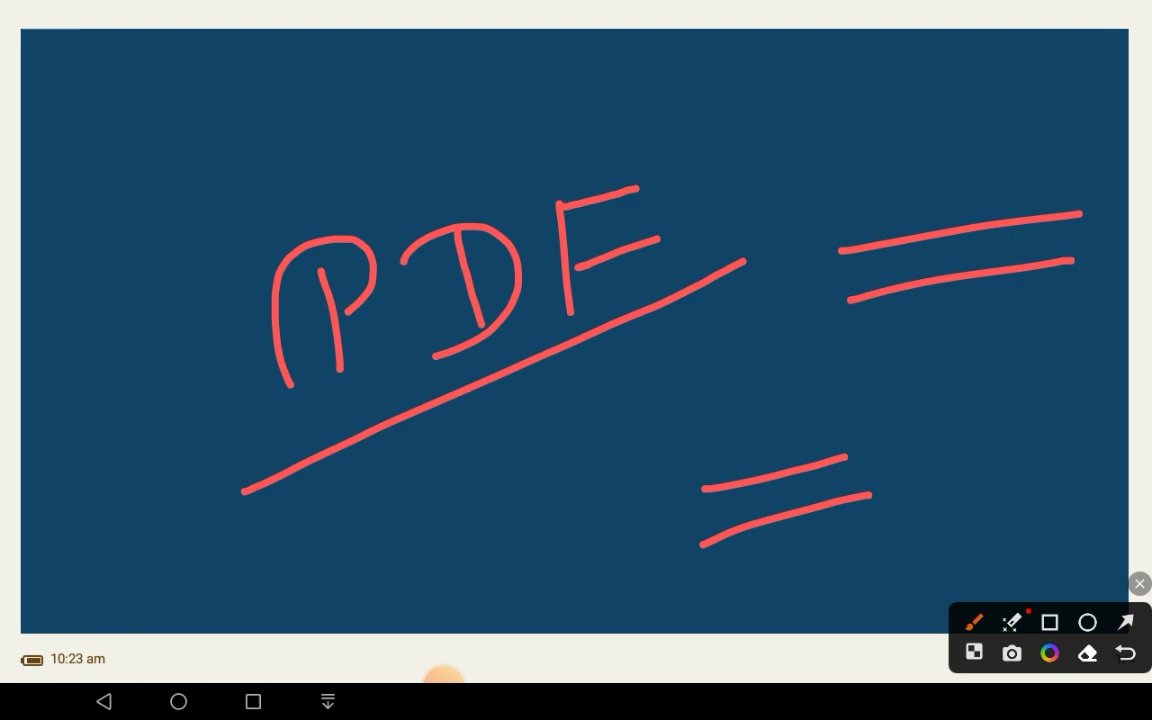 PDF =
=
10:23 am